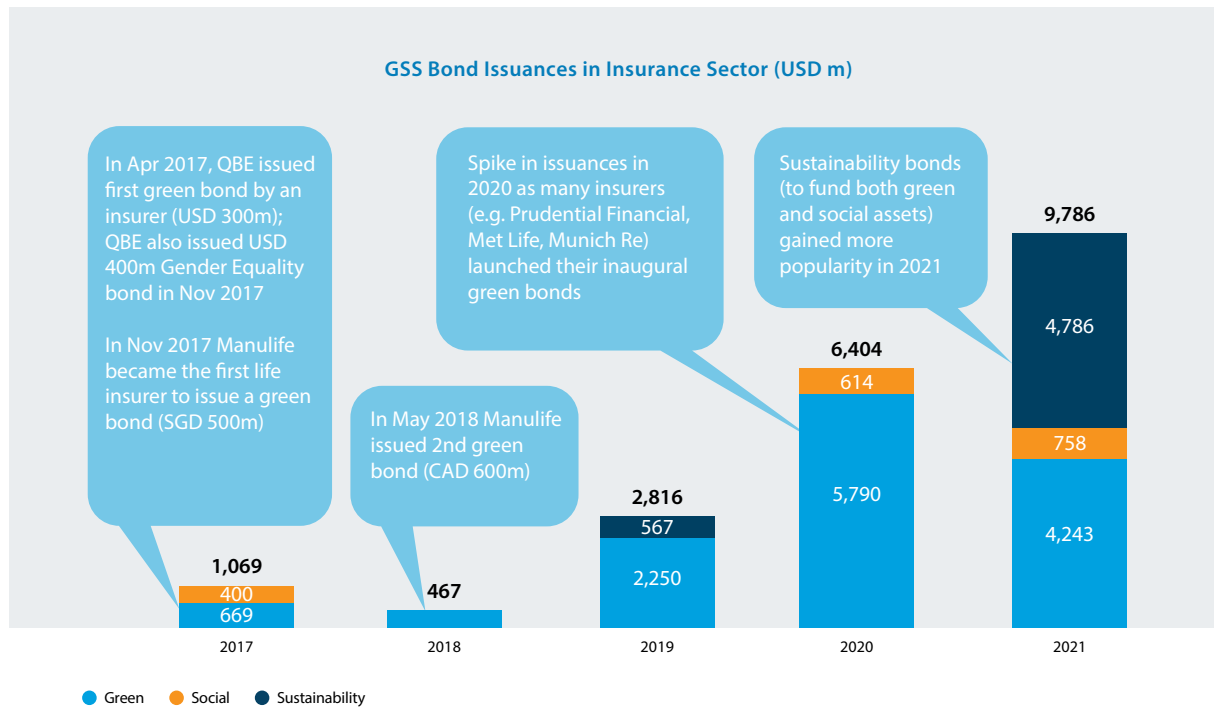 GSS Bond Issuances in Insurance Sector (USD m)
In Apr 2017, QBE issued
first green bond by an
insurer (USD 300m);
QBE also issued USD
400m Gender Equality
bond in Nov 2017
In Nov 2017 Manulife
became the first life
insurer to issue a green
bond (SGD 500m)
In May 2018 Manulife
issued 2nd green
bond (CAD 600m)
Spike in issuances in
2020 as many insurers
(e.g. Prudential Financial,
Met Life, Munich Re)
launched their inaugural
green bonds
Sustainability bonds
(to fund both green
and social assets)
gained more
popularity in 2021
1,069
400
669
467
2,816
567
2,250
6,404
614
5,790
9,786
4,786
758
4,243
2017
2018
2019
2020
2021
Green
Social
Sustainability